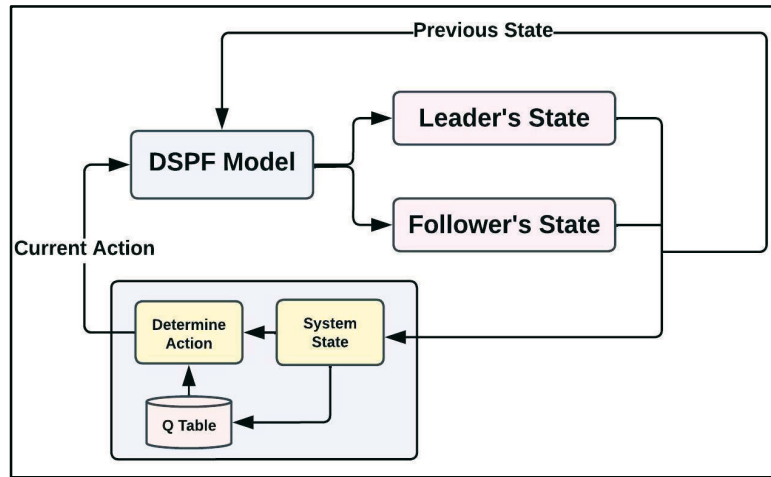 Previous State
Leader's State
DSPF Model
Follower's State
Current Action
Determine
Action
System
State
Q Table